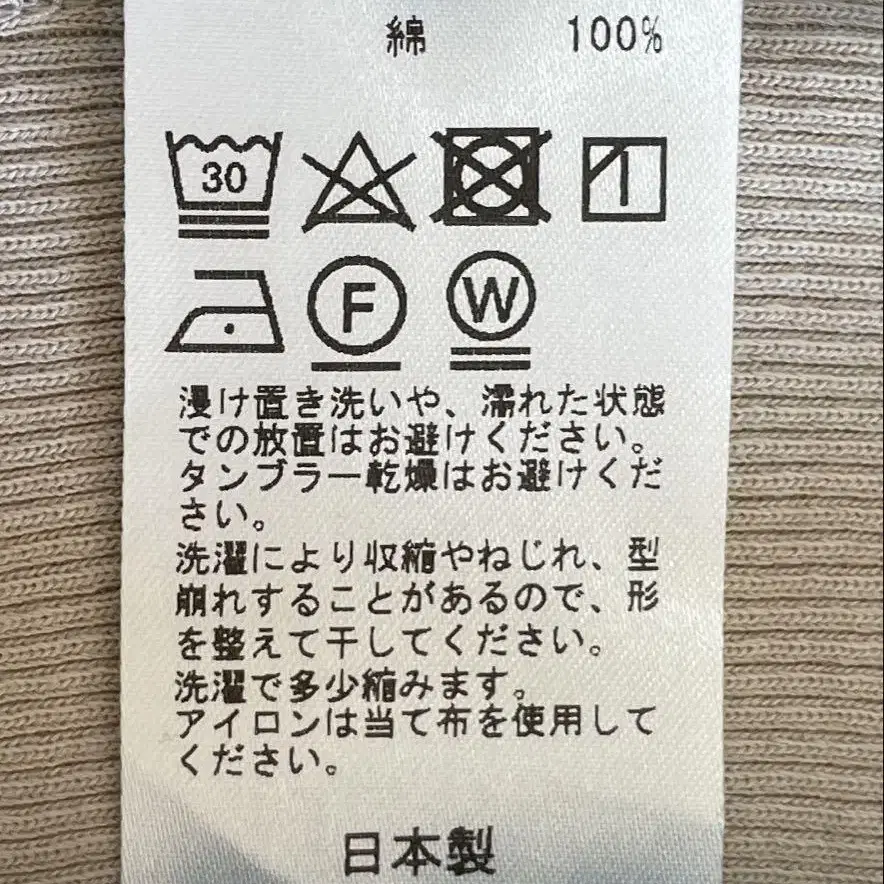 綿 100%
30
F W
浸け置き洗いや、濡れた状態
での放置はお避けください。
タンブラー乾燥はお避けくだ
さい。
洗濯により収縮やねじれ、型
崩れすることがあるので、形
を整えて干してください。
洗濯で多少縮みます。
アイロンは当て布を使用して
ください。
日本製